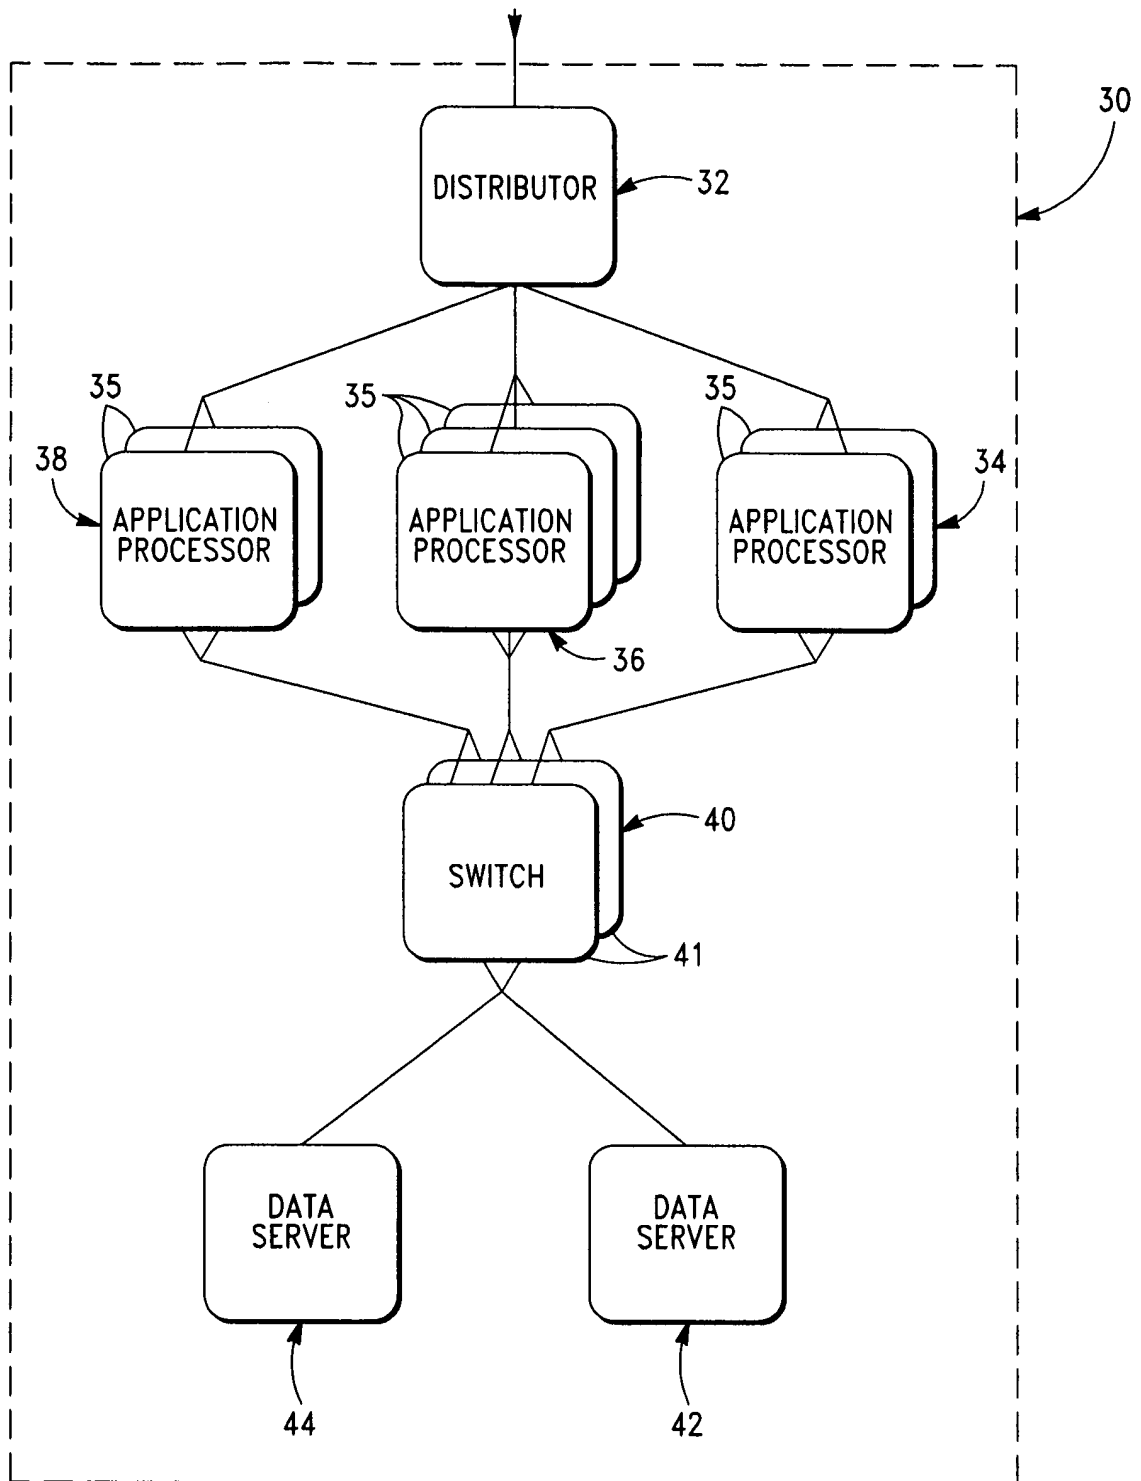 30
DISTRIBUTOR
32
35
35
35
38
34
APPLICATION
PROCESSOR
APPLICATION
PROCESSOR
APPLICATION
PROCESSOR
36
40
SWITCH
41
DATA
SERVER
DATA
SERVER
44
42